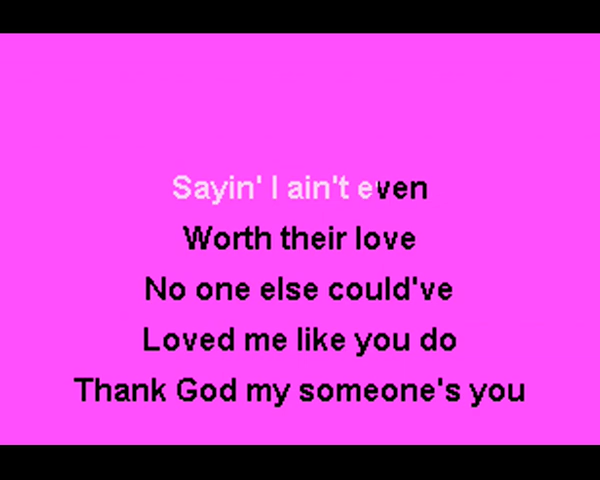 Sayin' I ain't even
Worth their love
No one else could've
Loved me like you do
Thank God my someone's you